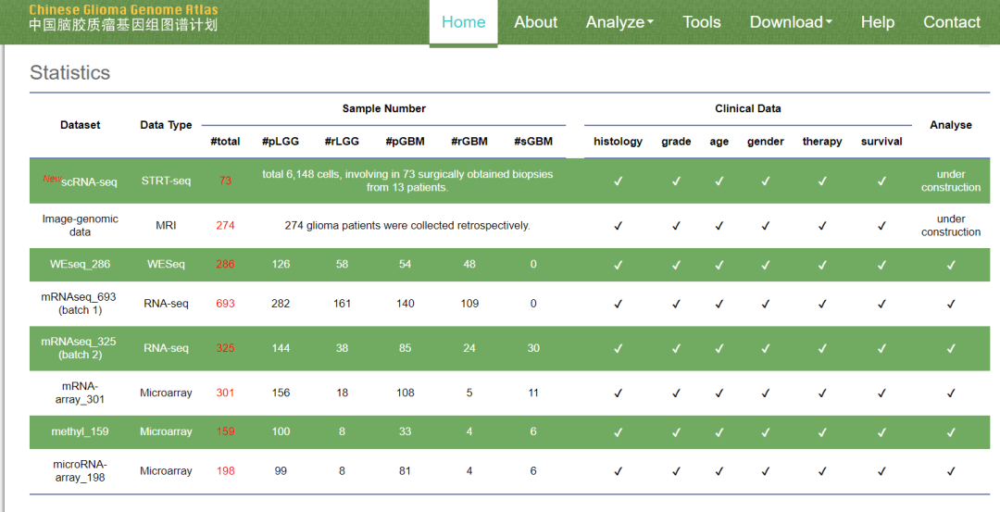 Chinese Glioma Genome Atlas
中国脑胶质瘤基因组图谱计划
Home About Analyze Tools Download Help Contact
Statistics
Dataset Data Type Sample Number Clinical Data Analyse
#total #pLGG #rLGG #pGBM #rGBM #sGBM histology grade age gender therapy survival
New scRNA-seq STRT-seq 73 total 6,148 cells, involving in 73 surgically obtained biopsies
from 13 patients. ✓ ✓ ✓ ✓ ✓ ✓ under
construction
Image-genomic
data MRI 274 274 glioma patients were collected retrospectively. ✓ ✓ ✓ ✓ ✓ ✓ under
construction
WEseq_286 WESeq 286 126 58 54 48 0 ✓ ✓ ✓ ✓ ✓ ✓ ✓
mRNAseq_693
(batch 1) RNA-seq 693 282 161 140 109 0 ✓ ✓ ✓ ✓ ✓ ✓ ✓
mRNAseq_325
(batch 2) RNA-seq 325 144 38 85 24 30 ✓ ✓ ✓ ✓ ✓ ✓ ✓
mRNA-
array_301 Microarray 301 156 18 108 5 11 ✓ ✓ ✓ ✓ ✓ ✓ ✓
methyl_159 Microarray 159 100 8 33 4 6 ✓ ✓ ✓ ✓ ✓ ✓ ✓
microRNA-
array_198 Microarray 198 99 8 81 4 6 ✓ ✓ ✓ ✓ ✓ ✓ ✓